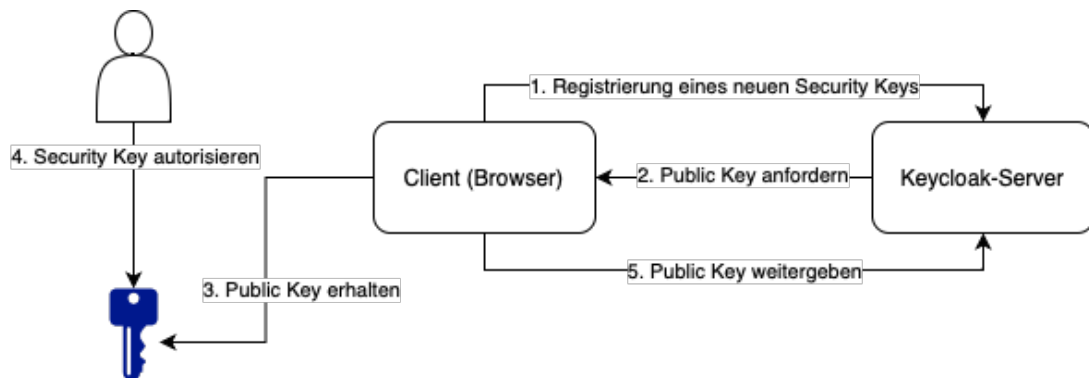 1. Registrierung eines neuen Security Keys
4. Security Key autorisieren
Client (Browser)
2. Public Key anfordern
Keycloak-Server
5. Public Key weitergeben
3. Public Key erhalten